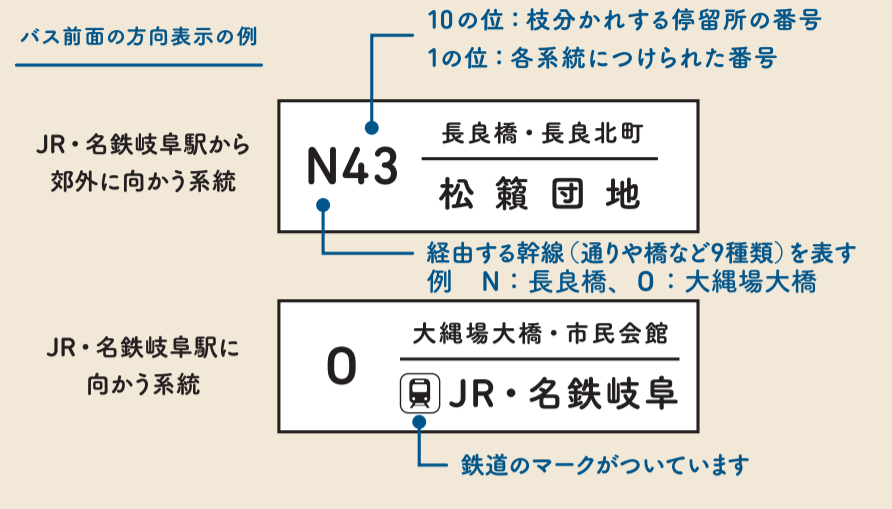 バス前面の方向表示の例
10の位：枝分かれする停留所の番号
1の位：各系統につけられた番号
JR・名鉄岐阜駅から
郊外に向かう系統
N43
長良橋・長良北町
松籟団地
経由する幹線（通りや橋など9種類）を表す
例　N：長良橋、O：大縄場大橋
JR・名鉄岐阜駅に
向かう系統
O
大縄場大橋・市民会館
JR・名鉄岐阜
鉄道のマークがついています